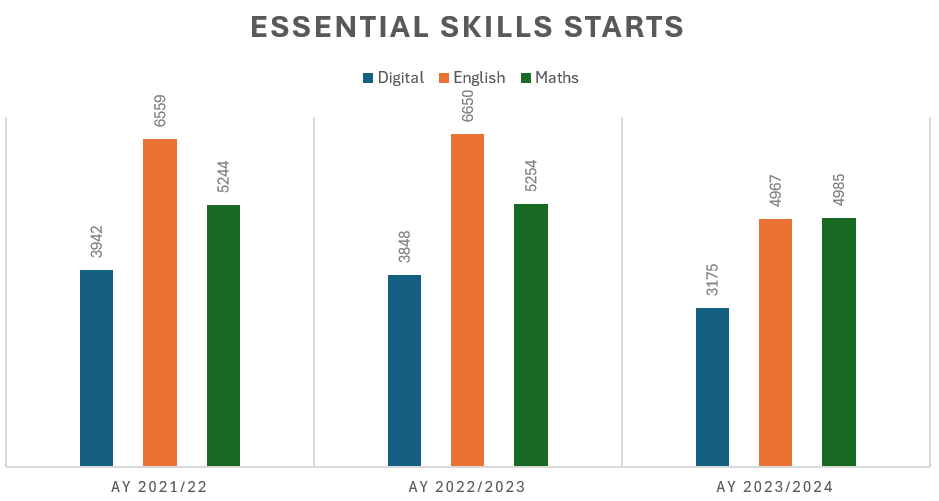 ESSENTIAL SKILLS STARTS
Digital English Maths
3942
6559
5244
3848
6650
5254
3175
4967
4985
AY 2021/22
AY 2022/2023
AY 2023/2024